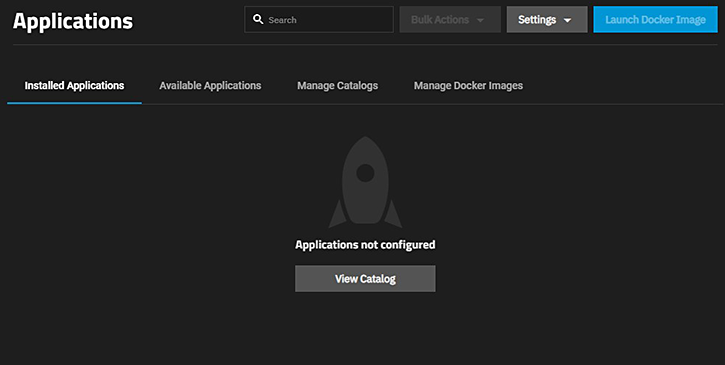 Applications
Search
Bulk Actions
Settings
Launch Docker Image
Installed Applications
Available Applications
Manage Catalogs
Manage Docker Images
Applications not configured
View Catalog